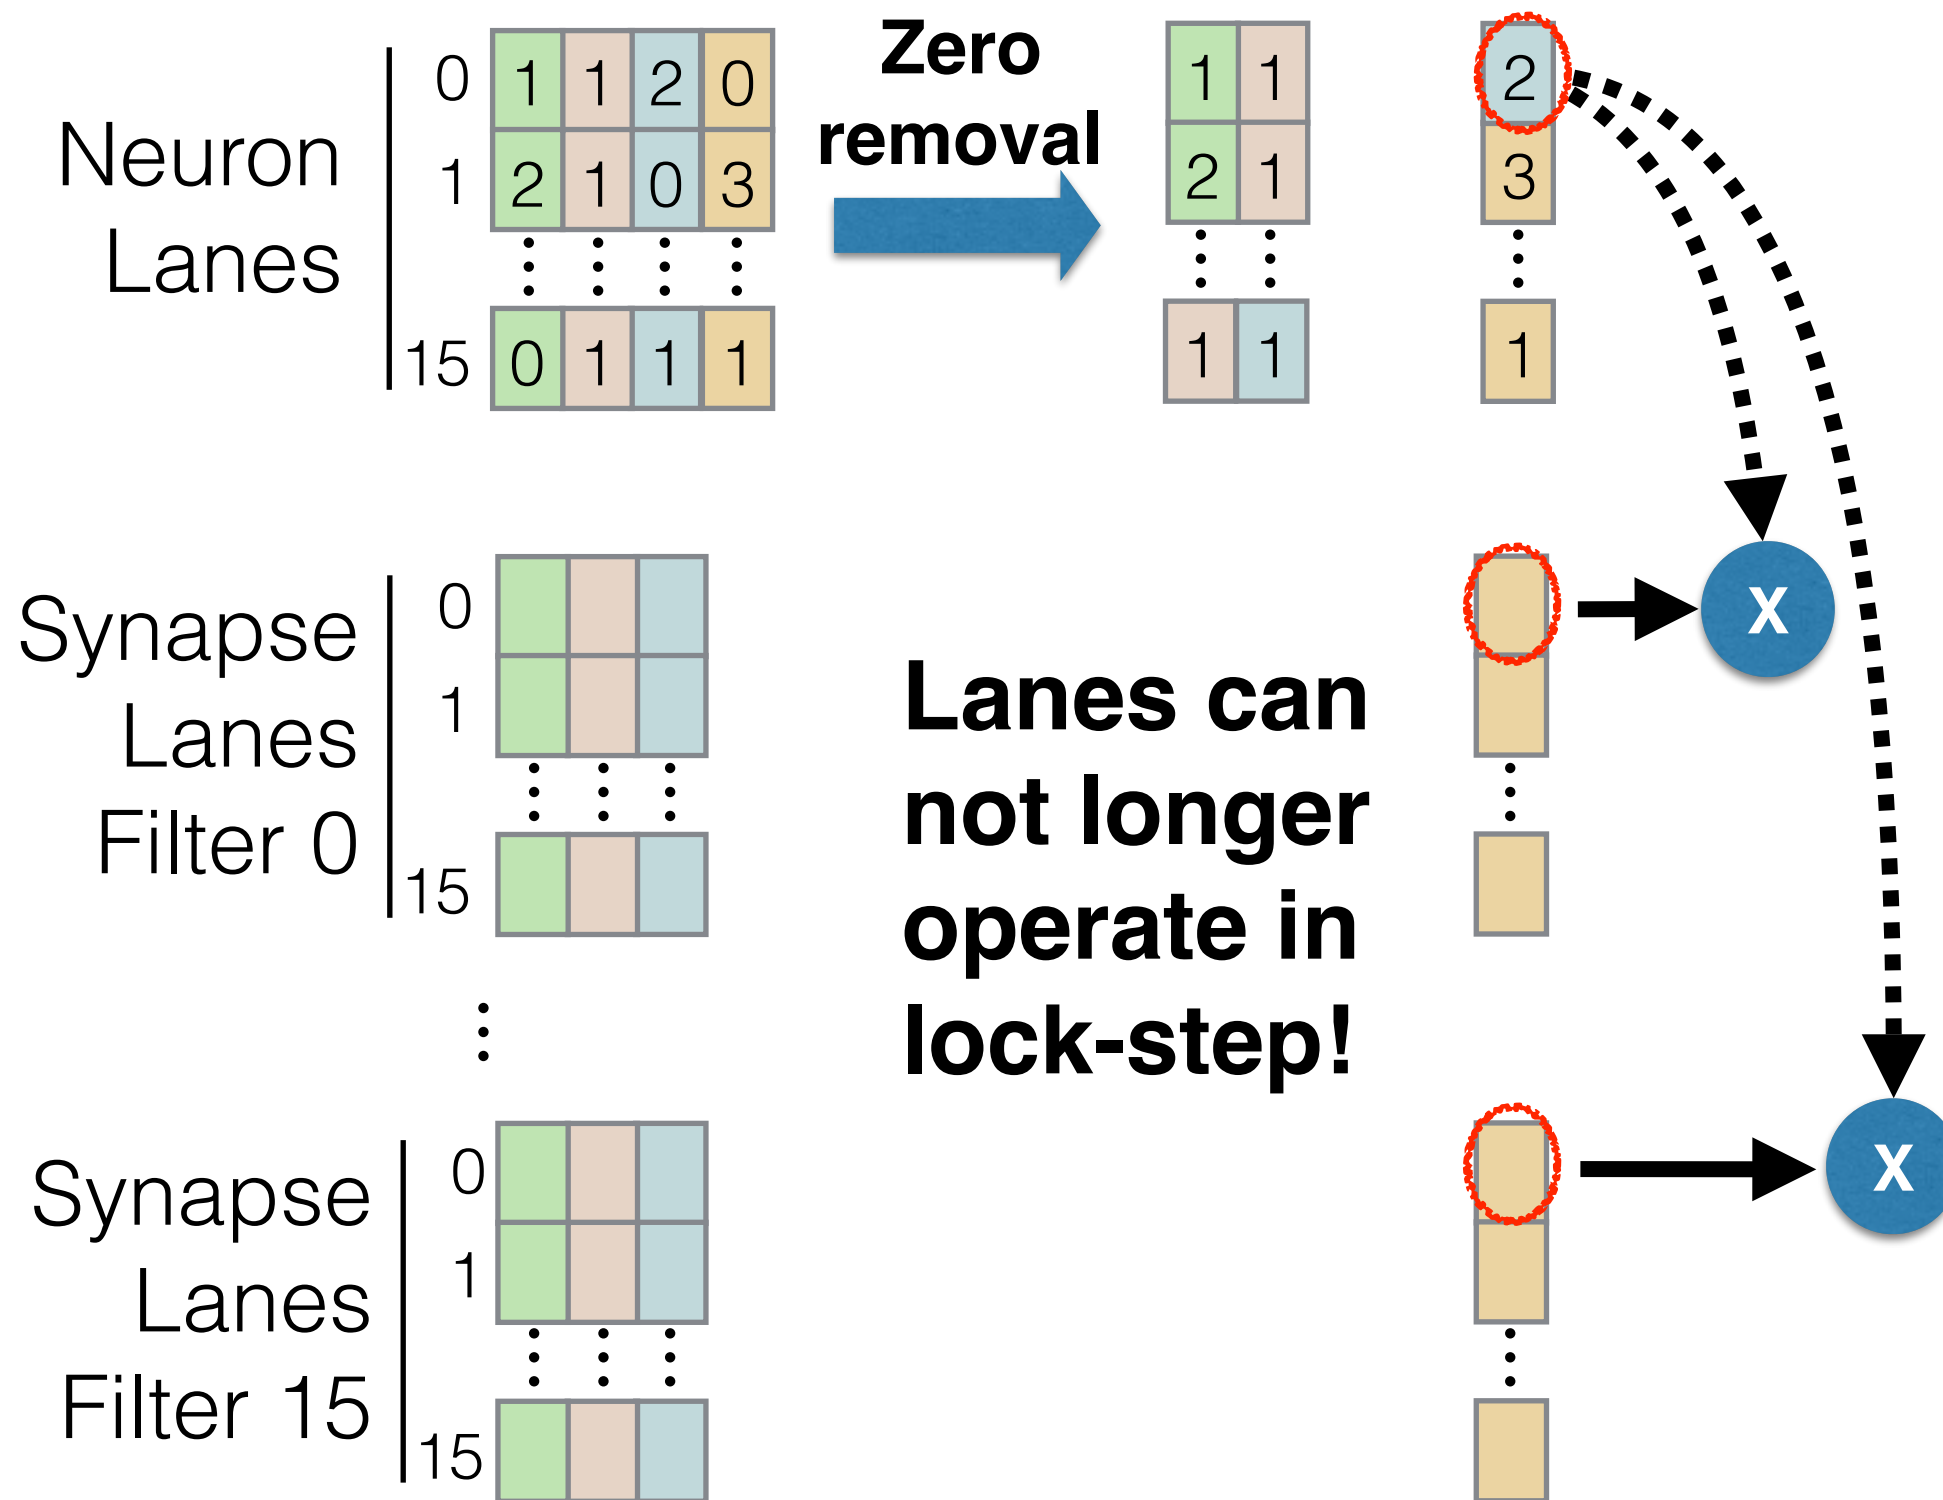 Neuron
Lanes
0
1
15
1 1 2 0
2 1 0 3
0 1 1 1
Zero
removal
1 1
2 1
1 1
2
3
1
Synapse
Lanes
Filter 0
0
1
15
Lanes can
not longer
operate in
lock-step!
X
Synapse
Lanes
Filter 15
0
1
15
X